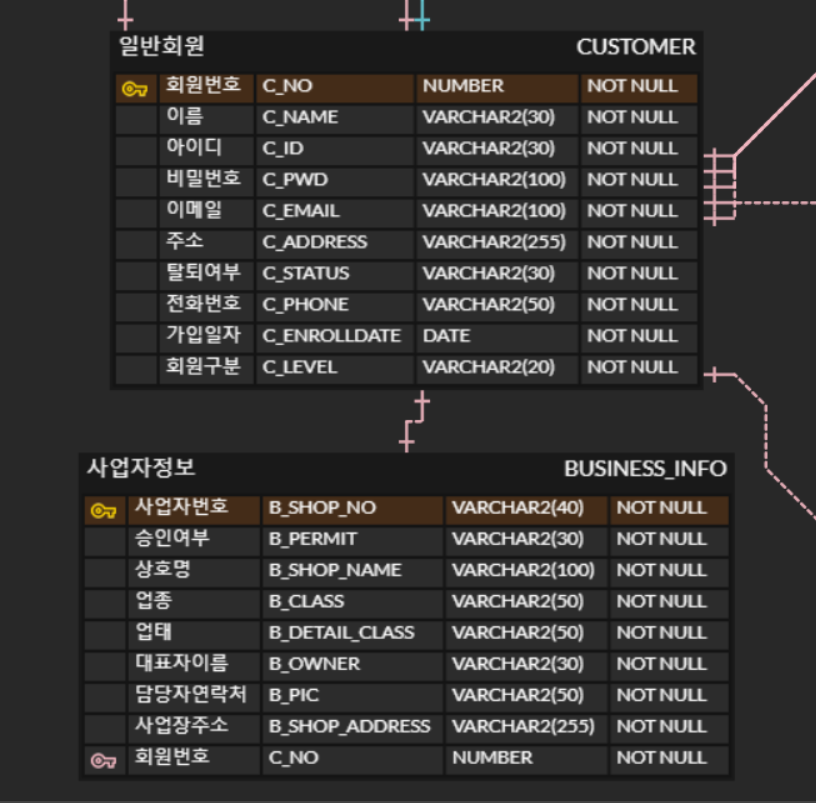 일반회원 CUSTOMER
회원번호 C_NO NUMBER NOT NULL
이름 C_NAME VARCHAR2(30) NOT NULL
아이디 C_ID VARCHAR2(30) NOT NULL
비밀번호 C_PWD VARCHAR2(100) NOT NULL
이메일 C_EMAIL VARCHAR2(100) NOT NULL
주소 C_ADDRESS VARCHAR2(255) NOT NULL
탈퇴여부 C_STATUS VARCHAR2(30) NOT NULL
전화번호 C_PHONE VARCHAR2(50) NOT NULL
가입일자 C_ENROLLDATE DATE NOT NULL
회원구분 C_LEVEL VARCHAR2(20) NOT NULL
사업자정보 BUSINESS_INFO
사업자번호 B_SHOP_NO VARCHAR2(40) NOT NULL
승인여부 B_PERMIT VARCHAR2(30) NOT NULL
상호명 B_SHOP_NAME VARCHAR2(100) NOT NULL
업종 B_CLASS VARCHAR2(50) NOT NULL
업태 B_DETAIL_CLASS VARCHAR2(50) NOT NULL
대표자이름 B_OWNER VARCHAR2(30) NOT NULL
담당자연락처 B_PIC VARCHAR2(50) NOT NULL
사업장주소 B_SHOP_ADDRESS VARCHAR2(255) NOT NULL
회원번호 C_NO NUMBER NOT NULL